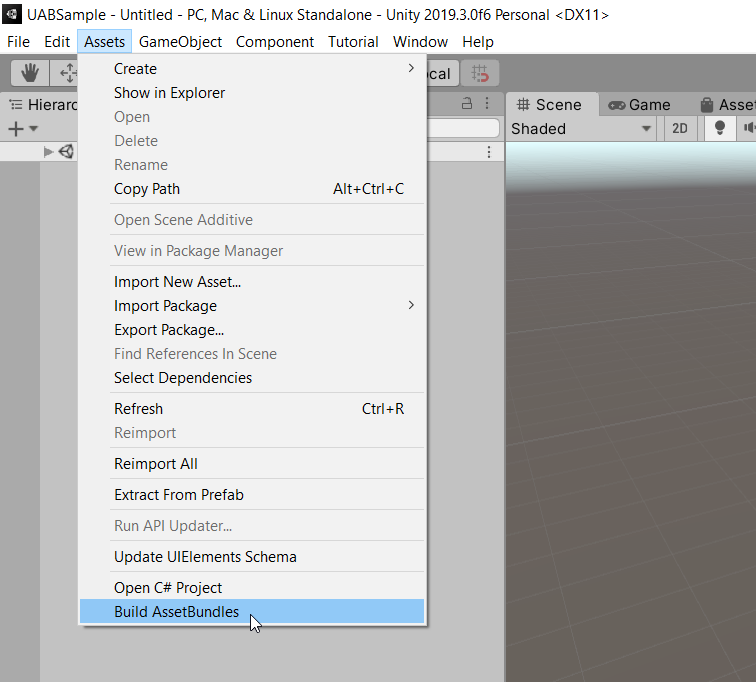 UABSample - Untitled - PC, Mac & Linux Standalone - Unity 2019.3.0f6 Personal <DX11>
File Edit Assets GameObject Component Tutorial Window Help
Create
Show in Explorer
Open
Delete
Rename
Copy Path Alt+Ctrl+C
Open Scene Additive
View in Package Manager
Import New Asset...
Import Package
Export Package...
Find References In Scene
Select Dependencies
Refresh Ctrl+R
Reimport
Reimport All
Extract From Prefab
Run API Updater...
Update UIElements Schema
Open C# Project
Build AssetBundles
Hierarc
ocal
Scene Game Asse
Shaded 2D